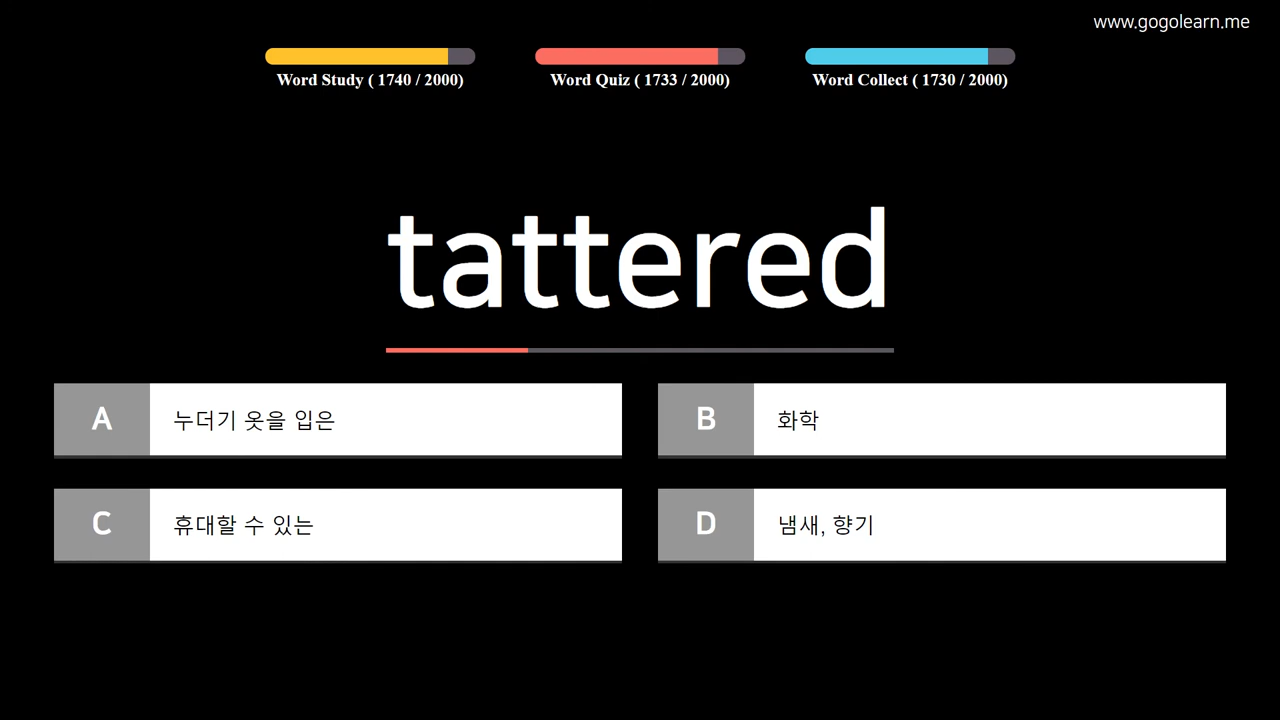 www.gogolearn.me
Word Study ( 1740 / 2000)
Word Quiz ( 1733 / 2000)
Word Collect ( 1730 / 2000)
tattered
A 누더기 옷을 입은
B 화학
C 휴대할 수 있는
D 냄새, 향기